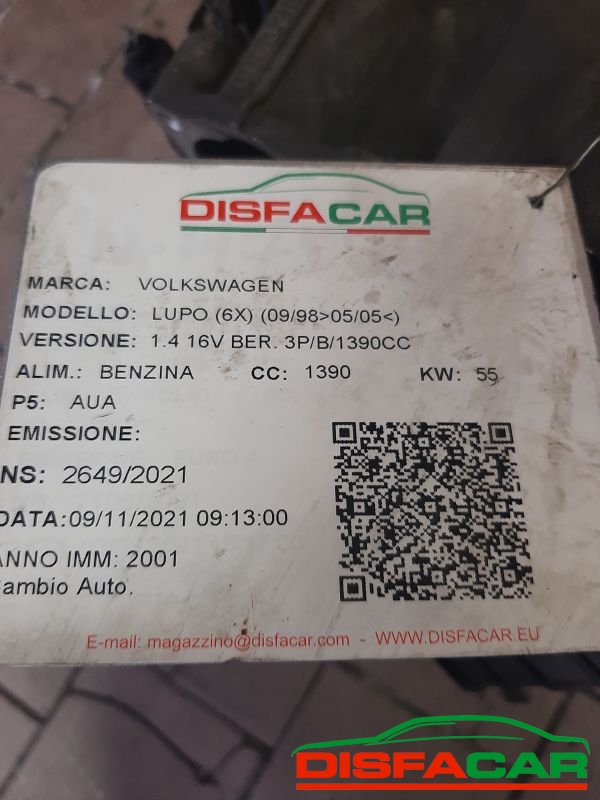 DISFACAR
MARCA: VOLKSWAGEN
MODELLO: LUPO (6X) (09/98>05/05<)
VERSIONE: 1.4 16V BER. 3P/B/1390CC
ALIM.: BENZINA CC: 1390 KW: 55
P5: AUA
EMISSIONE:
NS: 2649/2021
DATA:09/11/2021 09:13:00
ANNO IMM: 2001
Cambio Auto.
E-mail: magazzino@disfacar.com - WWW.DISFACAR.EU
DISFACAR